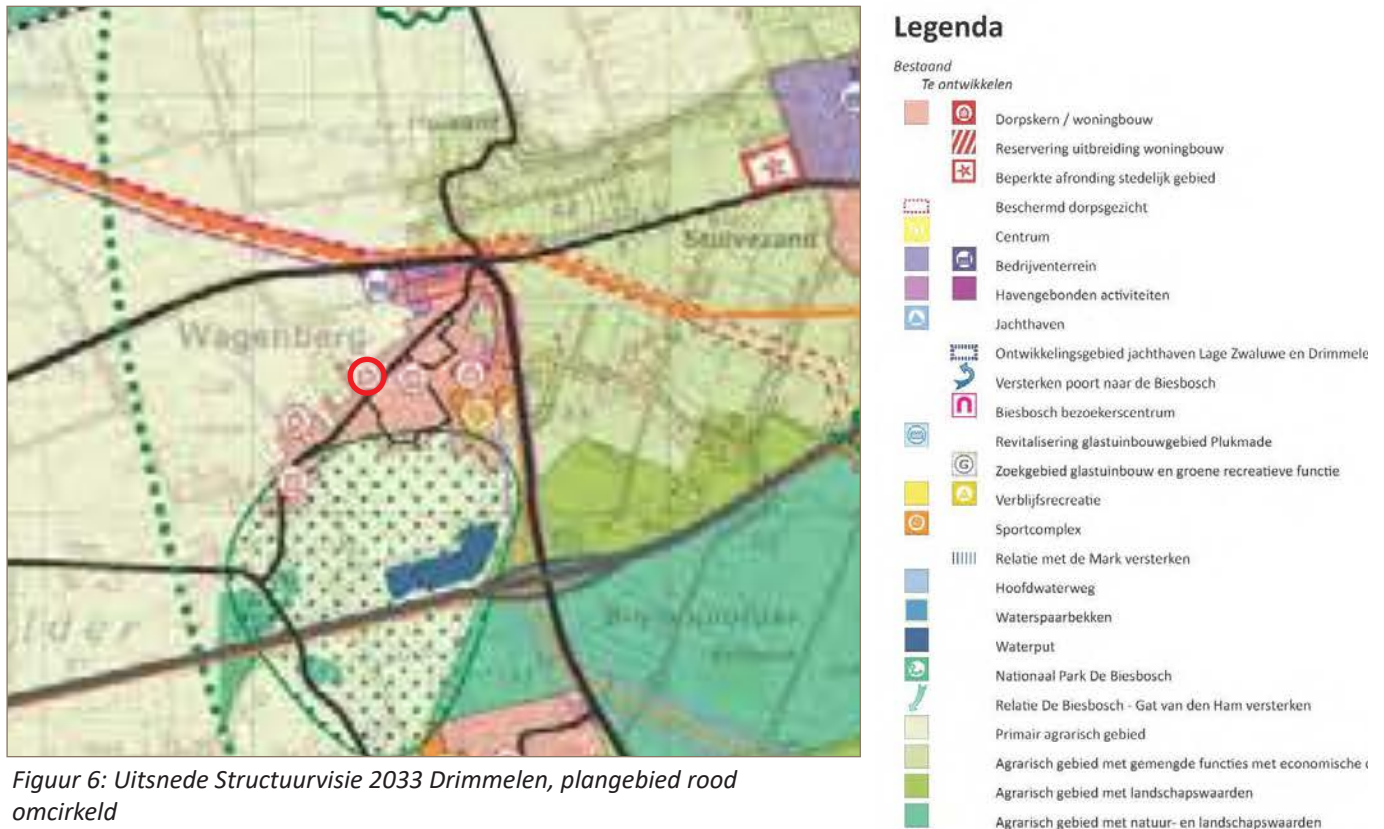 Wagenberg
Stuivezand
lder
Figuur 6: Uitsnede Structuurvisie 2033 Drimmelen, plangebied rood
omcirkeld
Legenda
Bestaand
Te ontwikkelen
Dorpskern / woningbouw
Reservering uitbreiding woningbouw
Beperkte afronding stedelijk gebied
Beschermd dorpsgezicht
Centrum
Bedrijventerrein
Havengebonden activiteiten
Jachthaven
Ontwikkelingsgebied jachthaven Lage Zwaluwe en Drimmele
Versterken poort naar de Biesbosch
Biesbosch bezoekerscentrum
Revitalisering glastuinbouwgebied Plukmade
G Zoekgebied glastuinbouw en groene recreatieve functie
Verblijfsrecreatie
Sportcomplex
Relatie met de Mark versterken
Hoofdwaterweg
Waterspaarbekken
Waterput
Nationaal Park De Biesbosch
Relatie De Biesbosch - Gat van den Ham versterken
Primair agrarisch gebied
Agrarisch gebied met gemengde functies met economische
Agrarisch gebied met landschapswaarden
Agrarisch gebied met natuur- en landschapswaarden